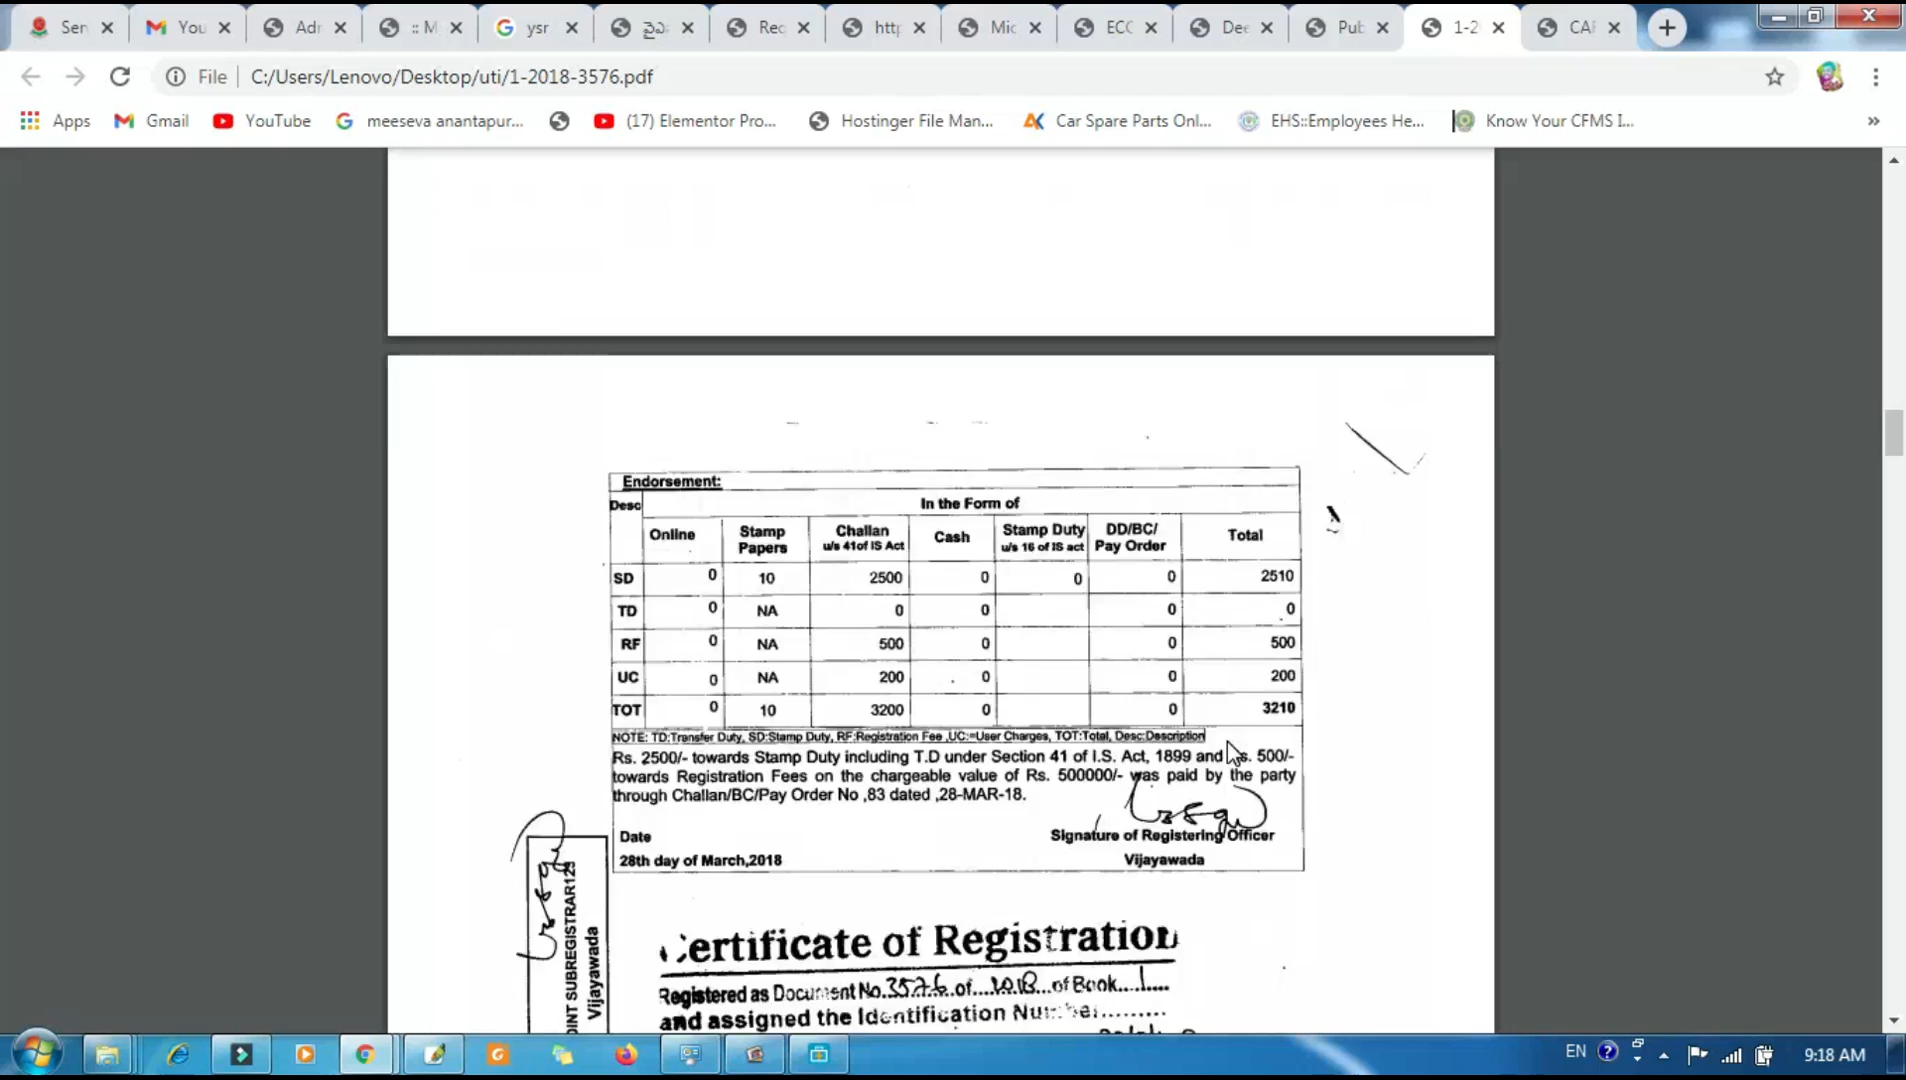 Sen
You
Adr
:: M
ysr
వైవ
Rec
http
Mic
ECC
Dee
Pub
1-2
CAI
File
C:/Users/Lenovo/Desktop/uti/1-2018-3576.pdf
Apps
Gmail
YouTube
meeseva anantapur...
(17) Elementor Pro...
Hostinger File Man...
Car Spare Parts Onl...
EHS::Employees He...
Know Your CFMS I...
»
Endorsement:
Desc In the Form of
Online Stamp Papers Challan u/s 41of IS Act Cash Stamp Duty u/s 16 of IS act DD/BC/ Pay Order Total
SD 0 10 2500 0 0 0 2510
TD 0 NA 0 0 0 0
RF 0 NA 500 0 0 500
UC 0 NA 200 0 0 200
TOT 0 10 3200 0 0 3210
NOTE: TD:Transfer Duty, SD:Stamp Duty, RF:Registration Fee ,UC:=User Charges, TOT:Total, Desc:Description
Rs. 2500/- towards Stamp Duty including T.D under Section 41 of I.S. Act, 1899 and Rs. 500/-
towards Registration Fees on the chargeable value of Rs. 500000/- was paid by the party
through Challan/BC/Pay Order No ,83 dated ,28-MAR-18.
Date
28th day of March,2018
Signature of Registering Officer
Vijayawada
OINT SUBREGISTRAR123
Vijayawada
ertificate of Registration
Registered as Document No.3576.of....2018...of Book....1....
and assigned the Identification Number.......
EN
9:18 AM